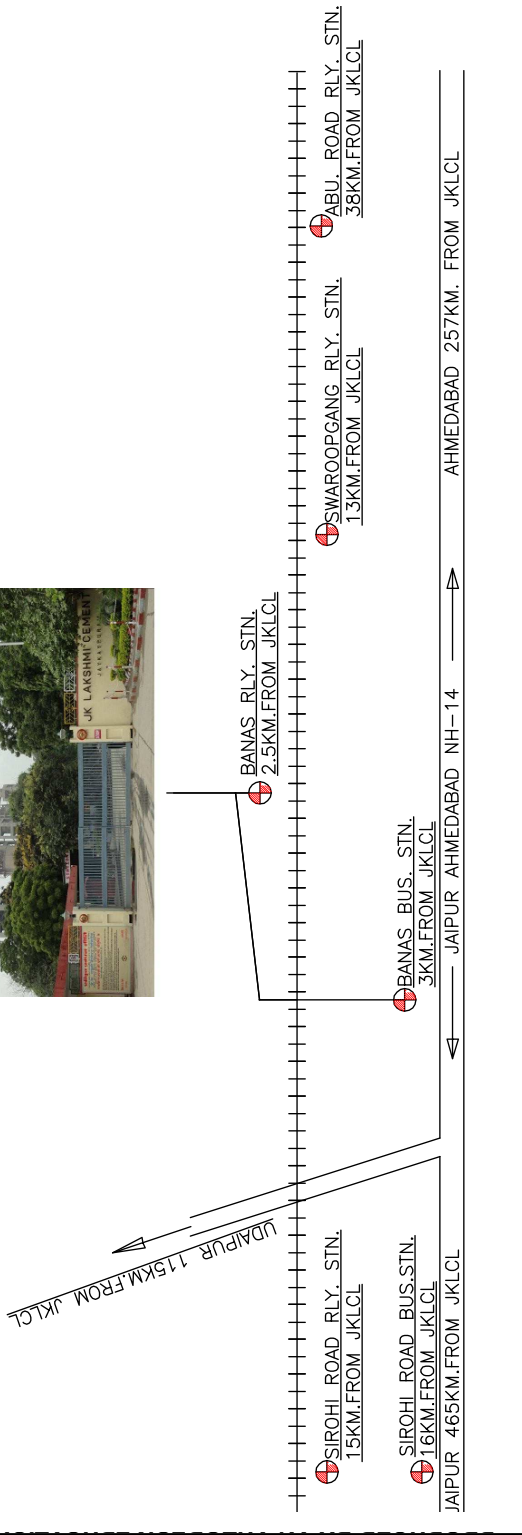 JK LAKSHMI CEMENT
ABU. ROAD RLY. STN.
38KM.FROM JKLCL
SWAROOPGANG RLY. STN.
13KM.FROM JKLCL
BANAS RLY. STN.
2.5KM.FROM JKLCL
BANAS BUS. STN.
3KM.FROM JKLCL
SIROHI ROAD RLY. STN.
15KM.FROM JKLCL
SIROHI ROAD BUS.STN.
16KM.FROM JKLCL
UDAIPUR 115KM.FROM JKLCL
JAIPUR 465KM.FROM JKLCL
JAIPUR AHMEDABAD NH-14
AHMEDABAD 257KM. FROM JKLCL